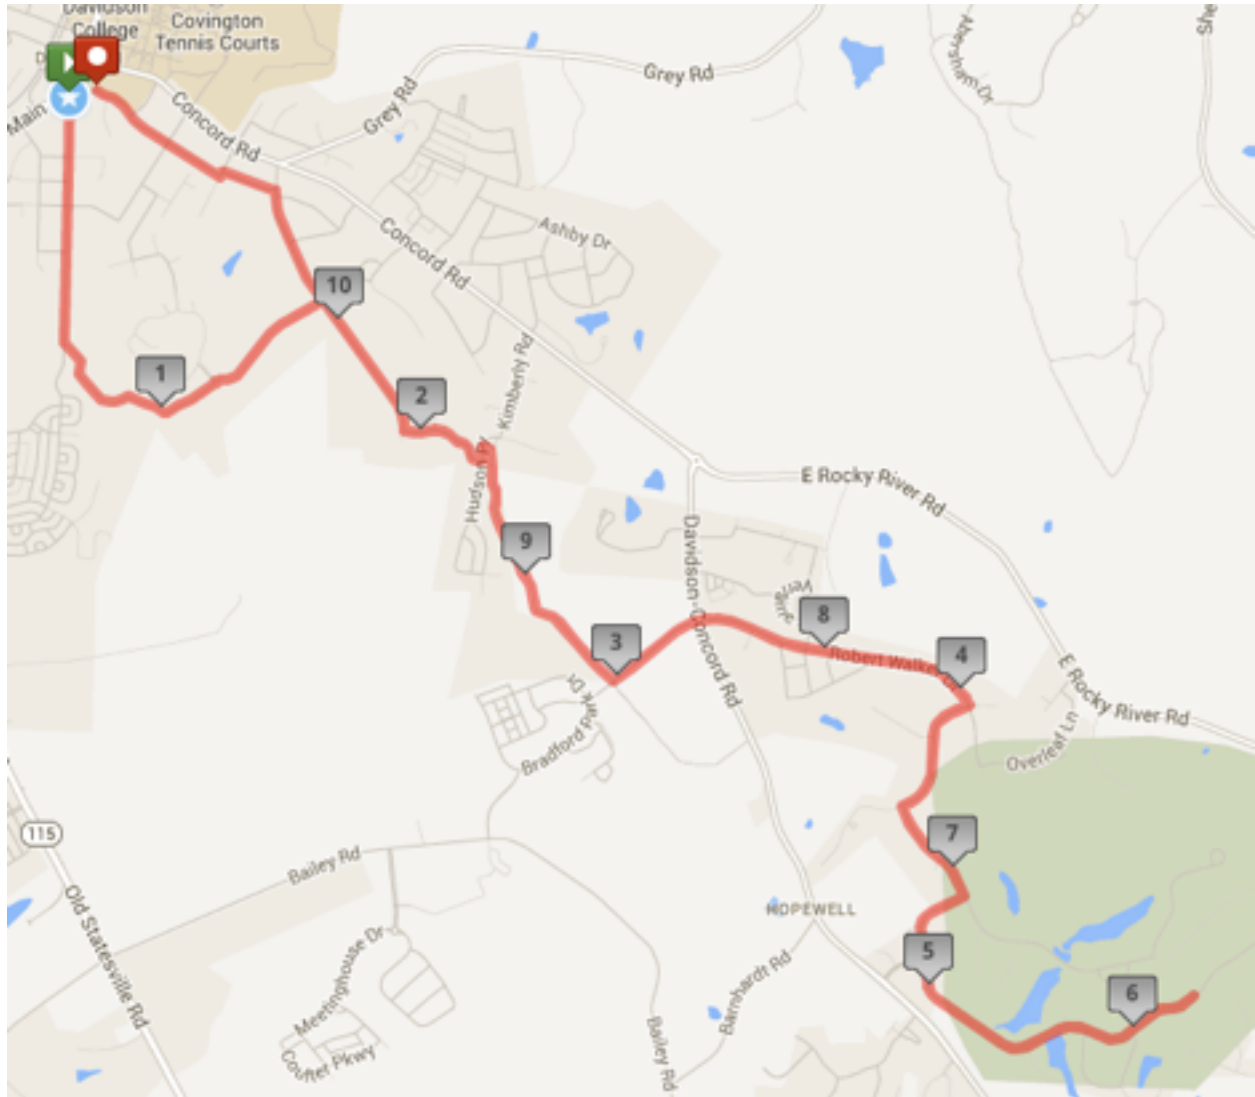 Davidson
College
Covington
Tennis Courts
Main
Concord Rd
Grey Rd
Grey Rd
Abersham Dr
Concord Rd
Ashby Dr
10
1
2
Kimberly Rd
Hudson Pl
E Rocky River Rd
9
Davidson-Concord Rd
8
3
Robert Walker Dr
4
E Rocky River Rd
Overleaf Ln
Bradford Park Dr
115
7
Bailey Rd
Old Statesville Rd
HOPEWELL
5
Meetinghouse Dr
Barnhardt Rd
6
Coulter Pkwy
Bailey Rd